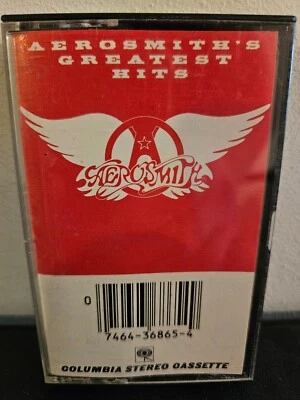 AEROSMITH'S
GREATEST
HITS
AEROSMITH
0
7464-36865-4
COLUMBIA STEREO CASSETTE